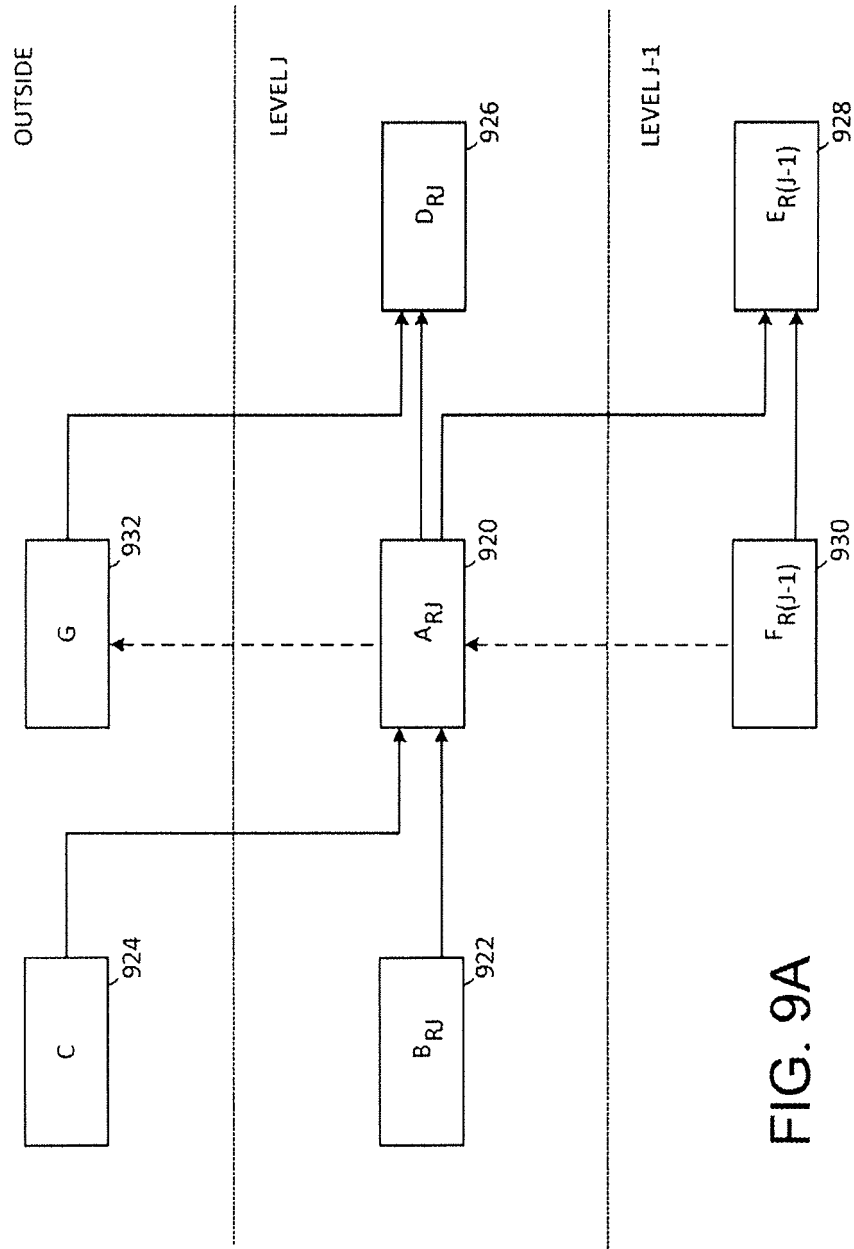 OUTSIDE
C
924
G
932
LEVEL J
B_RJ
922
A_RJ
920
D_RJ
926
LEVEL J-1
F_R(J-1)
930
E_R(J-1)
928
FIG. 9A